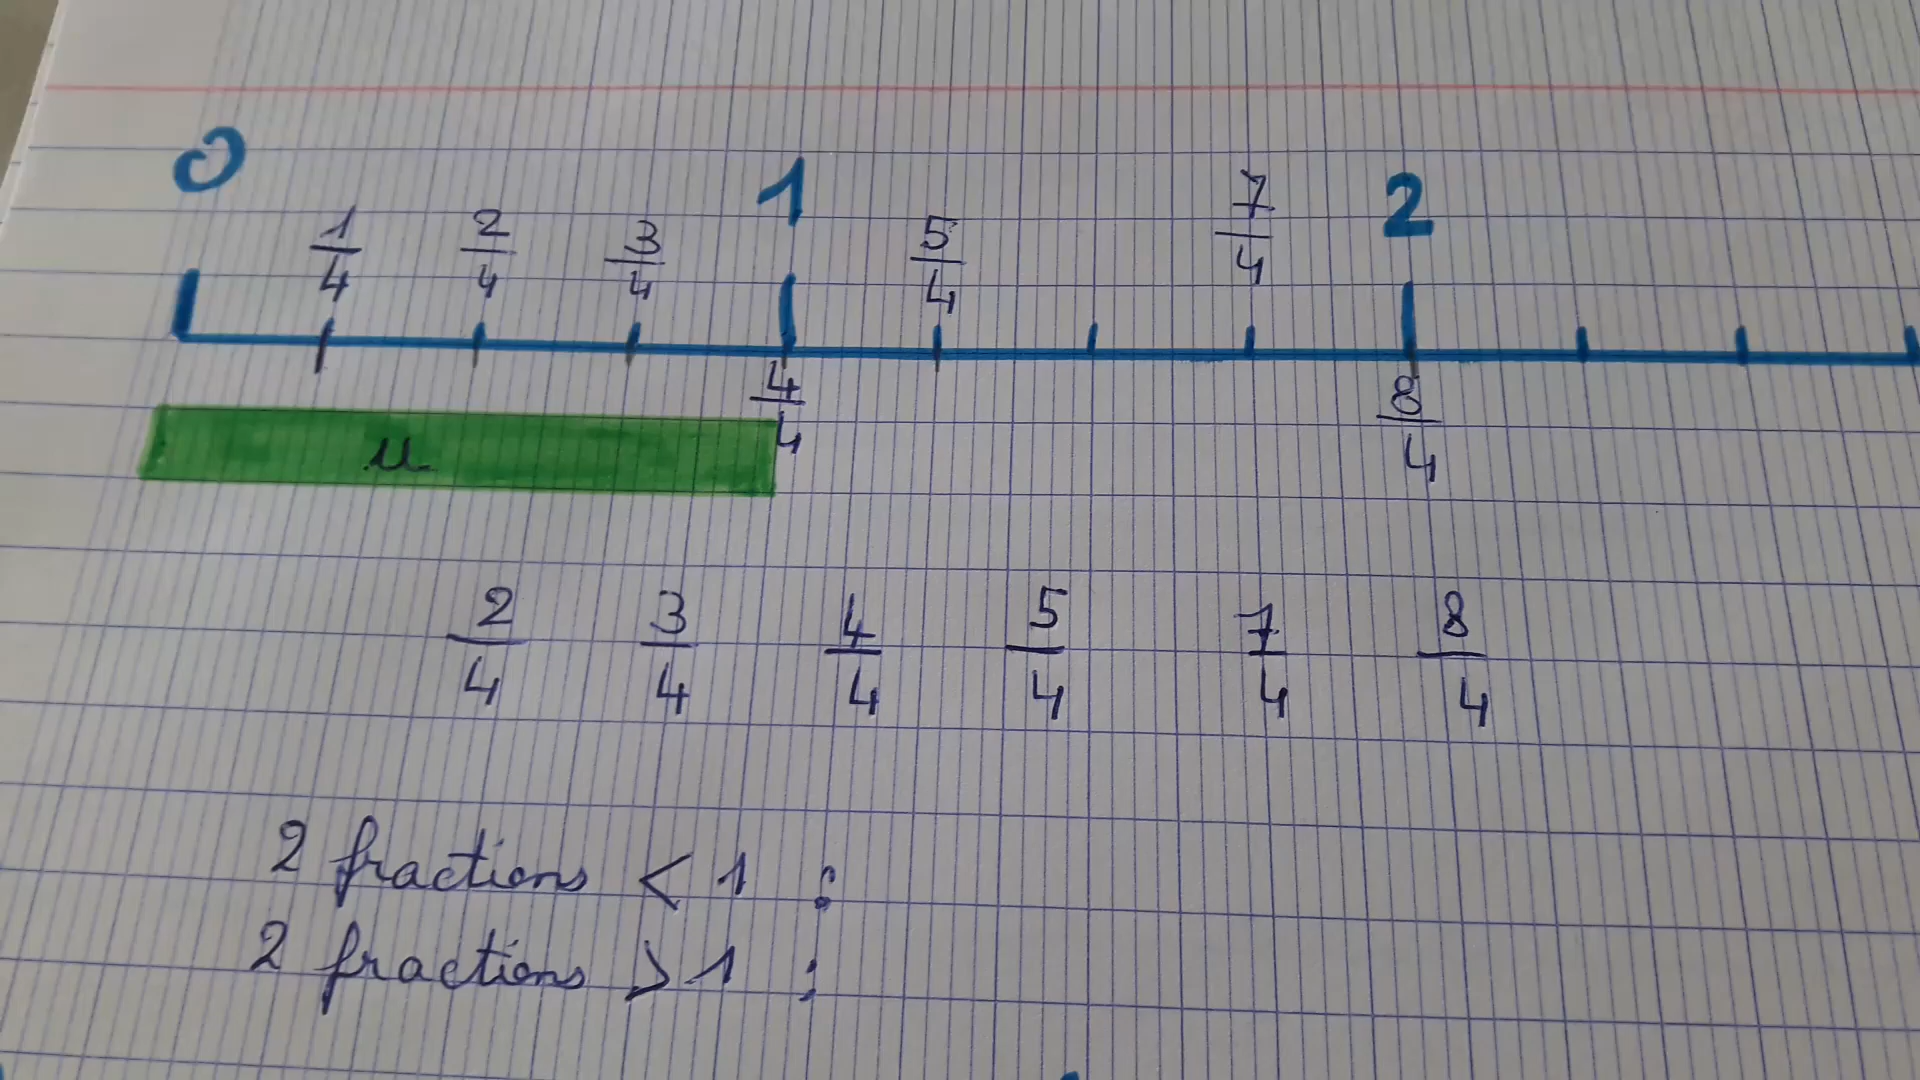 0 1 2
1/4 2/4 3/4 5/4 7/4
4/4 8/4
u
2/4 3/4 4/4 5/4 7/4 8/4
2 fractions < 1 :
2 fractions > 1 :